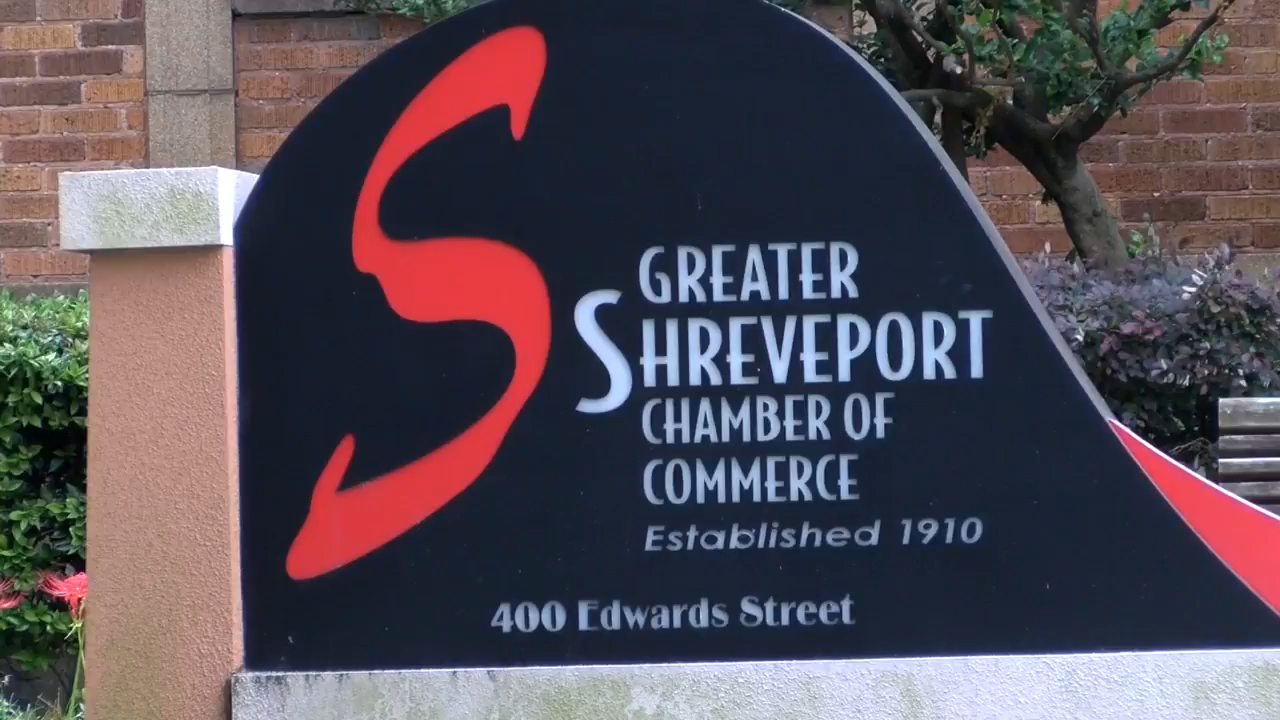 S
GREATER
SHREVEPORT
CHAMBER OF
COMMERCE
Established 1910
400 Edwards Street